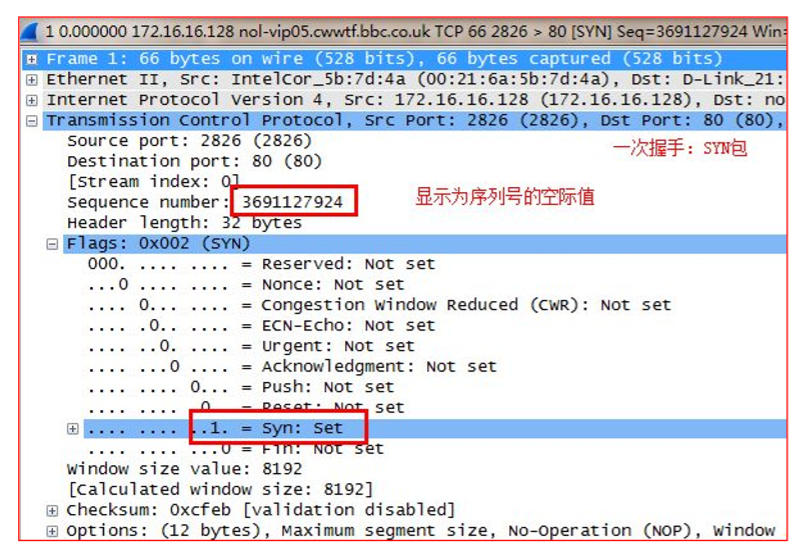 1 0.000000 172.16.16.128 nol-vip05.cwwtf.bbc.co.uk TCP 66 2826 > 80 [SYN] Seq=3691127924 Win=
Frame 1: 66 bytes on wire (528 bits), 66 bytes captured (528 bits)
Ethernet II, Src: IntelCor_5b:7d:4a (00:21:6a:5b:7d:4a), Dst: D-Link_21:
Internet Protocol Version 4, Src: 172.16.16.128 (172.16.16.128), Dst: no
Transmission Control Protocol, Src Port: 2826 (2826), Dst Port: 80 (80),
Source port: 2826 (2826)
一次握手：SYN包
Destination port: 80 (80)
[Stream index: 0]
Sequence number: 3691127924
显示为序列号的空际值
Header length: 32 bytes
Flags: 0x002 (SYN)
000. .... .... = Reserved: Not set
...0 .... .... = Nonce: Not set
.... 0... .... = Congestion Window Reduced (CWR): Not set
.... .0.. .... = ECN-Echo: Not set
.... ..0. .... = Urgent: Not set
.... ...0 .... = Acknowledgment: Not set
.... .... 0... = Push: Not set
.... .... .0.. = Reset: Not set
.... .... ..1. = Syn: Set
.... .... ...0 = Fin: Not set
Window size value: 8192
[Calculated window size: 8192]
Checksum: 0xcfeb [validation disabled]
Options: (12 bytes), Maximum segment size, No-Operation (NOP), Window